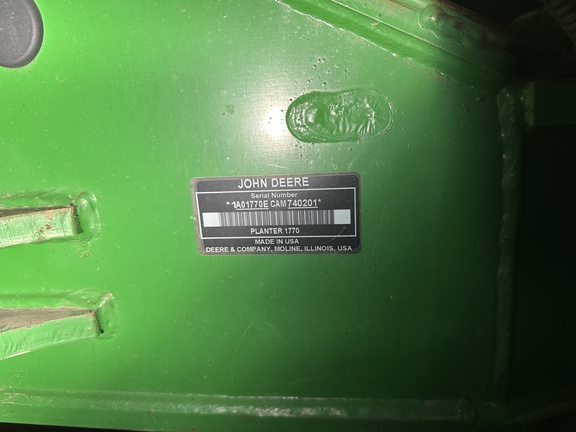 JOHN DEERE
Serial Number
*1A01770ECAM740201*
PLANTER 1770
MADE IN USA
DEERE & COMPANY, MOLINE, ILLINOIS, USA